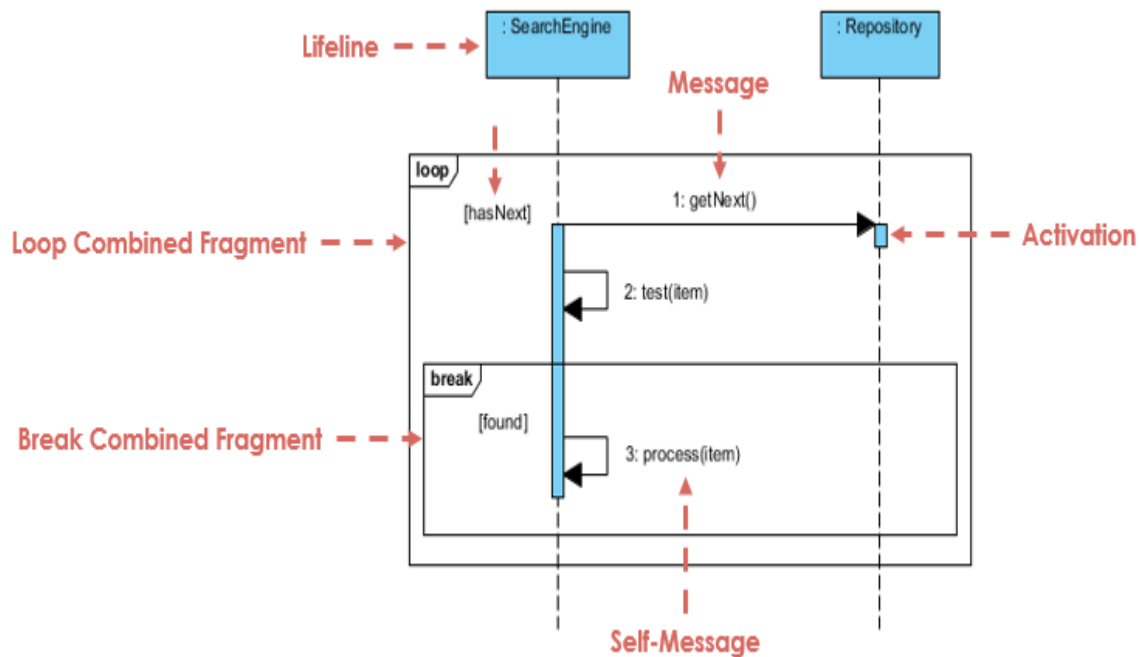 : SearchEngine
: Repository
Lifeline
Message
loop
[hasNext]
1: getNext()
Loop Combined Fragment
Activation
2: test(item)
break
[found]
Break Combined Fragment
3: process(item)
Self-Message